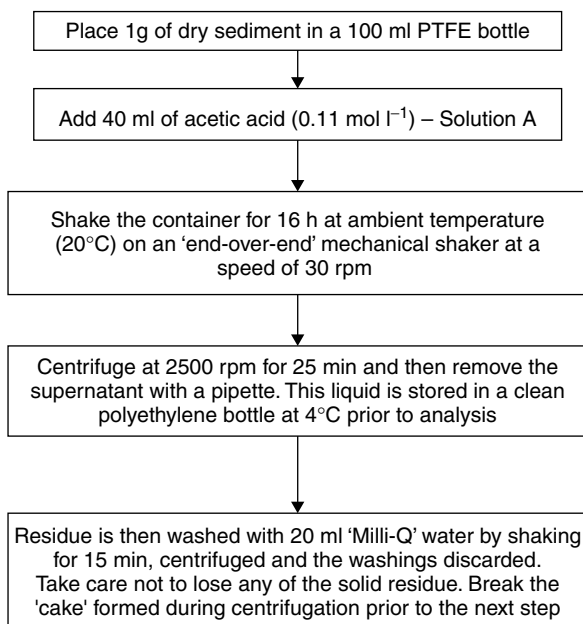 Place 1g of dry sediment in a 100 ml PTFE bottle
Add 40 ml of acetic acid (0.11 mol l⁻¹) – Solution A
Shake the container for 16 h at ambient temperature
(20°C) on an ‘end-over-end’ mechanical shaker at a
speed of 30 rpm
Centrifuge at 2500 rpm for 25 min and then remove the
supernatant with a pipette. This liquid is stored in a clean
polyethylene bottle at 4°C prior to analysis
Residue is then washed with 20 ml ‘Milli-Q’ water by shaking
for 15 min, centrifuged and the washings discarded.
Take care not to lose any of the solid residue. Break the
'cake' formed during centrifugation prior to the next step